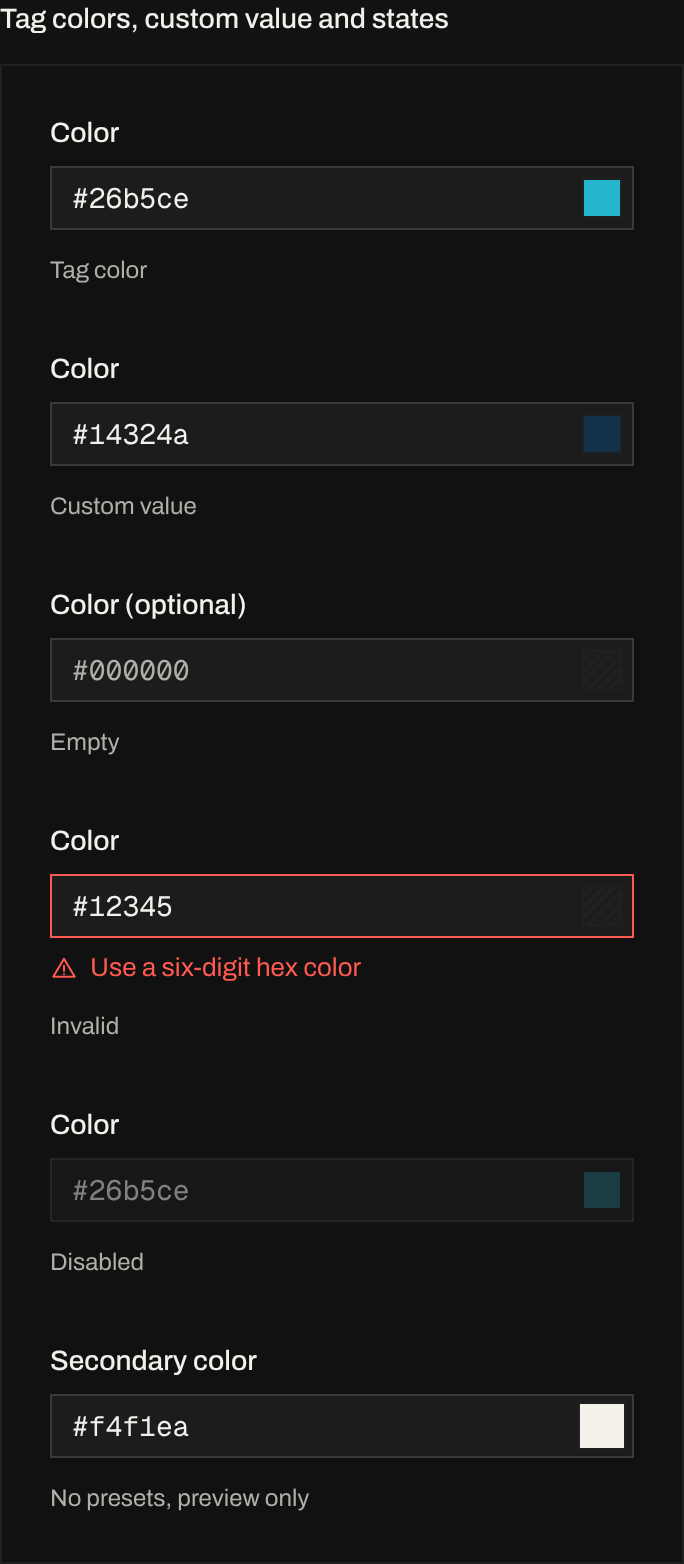 Tag colors, custom value and states
Color
#26b5ce
Tag color
Color
#14324a
Custom value
Color (optional)
#000000
Empty
Color
#12345
Use a six-digit hex color
Invalid
Color
#26b5ce
Disabled
Secondary color
#f4f1ea
No presets, preview only